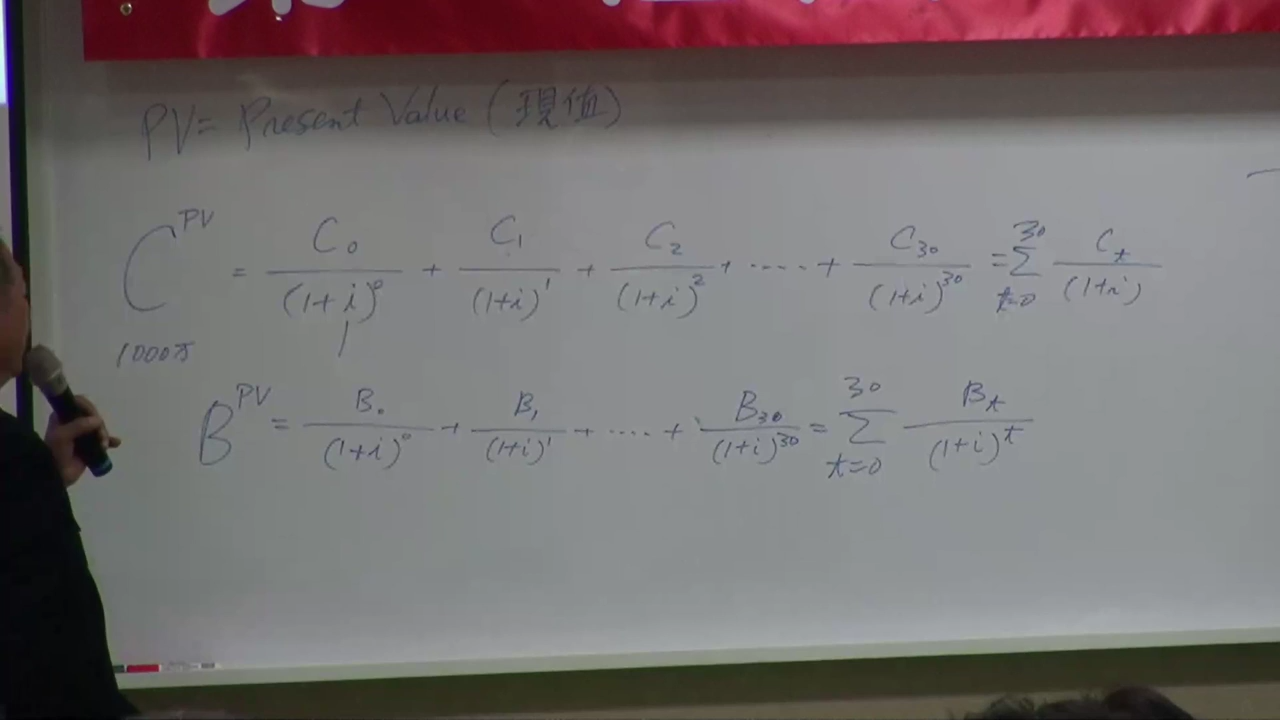 PV= Present Value (現值)
C^PV = C₀/(1+i)^0 + C₁/(1+i)^1 + C₂/(1+i)^2 + ..... + C₃₀/(1+i)^30 = Σ_{t=0}^{30} C_t/(1+i)
1
1000万
B^PV = B₀/(1+i)^0 + B₁/(1+i)^1 + ..... + B₃₀/(1+i)^30 = Σ_{t=0}^{30} B_t/(1+i)^t